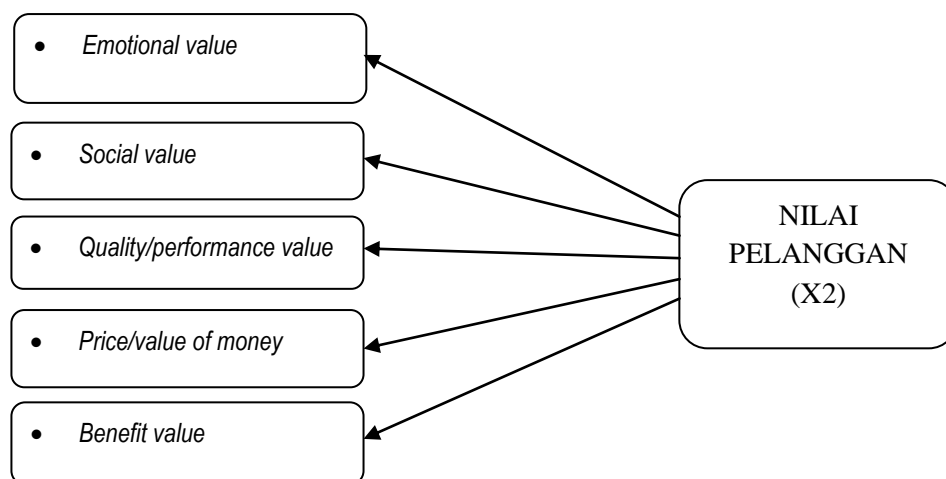 • Emotional value
• Social value
• Quality/performance value
• Price/value of money
• Benefit value
NILAI
PELANGGAN
(X2)